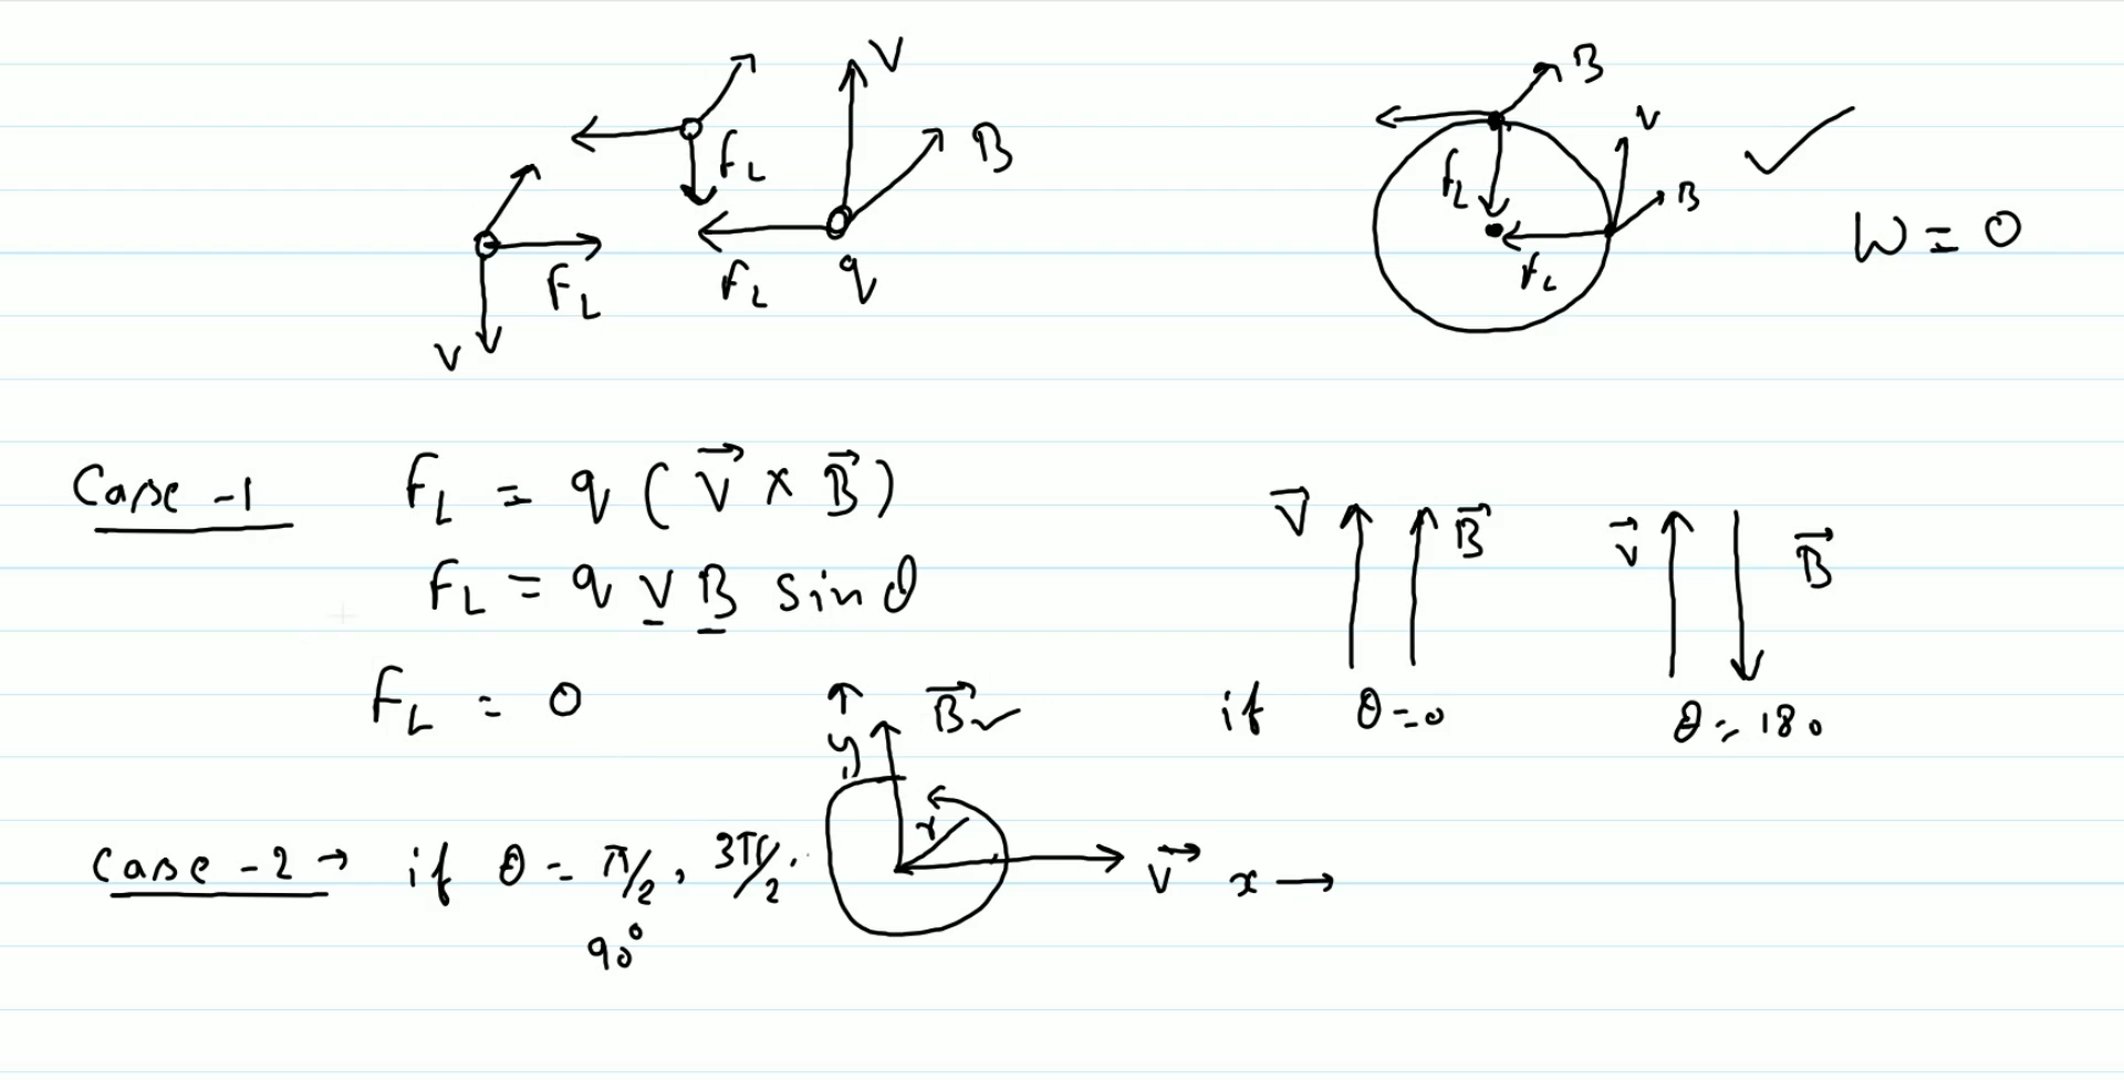 V
B
F_L
F_L q
F_L
V
B
V
F_L B
F_L
W = 0
Case -1 F_L = q ( V⃗ × B⃗ )
F_L = q V B sin θ
V⃗ B⃗ V⃗ B⃗
F_L = 0
if θ = 0 θ = 180
y B⃗
Case -2 → if θ = π/2, 3π/2. r V⃗ x →
90°